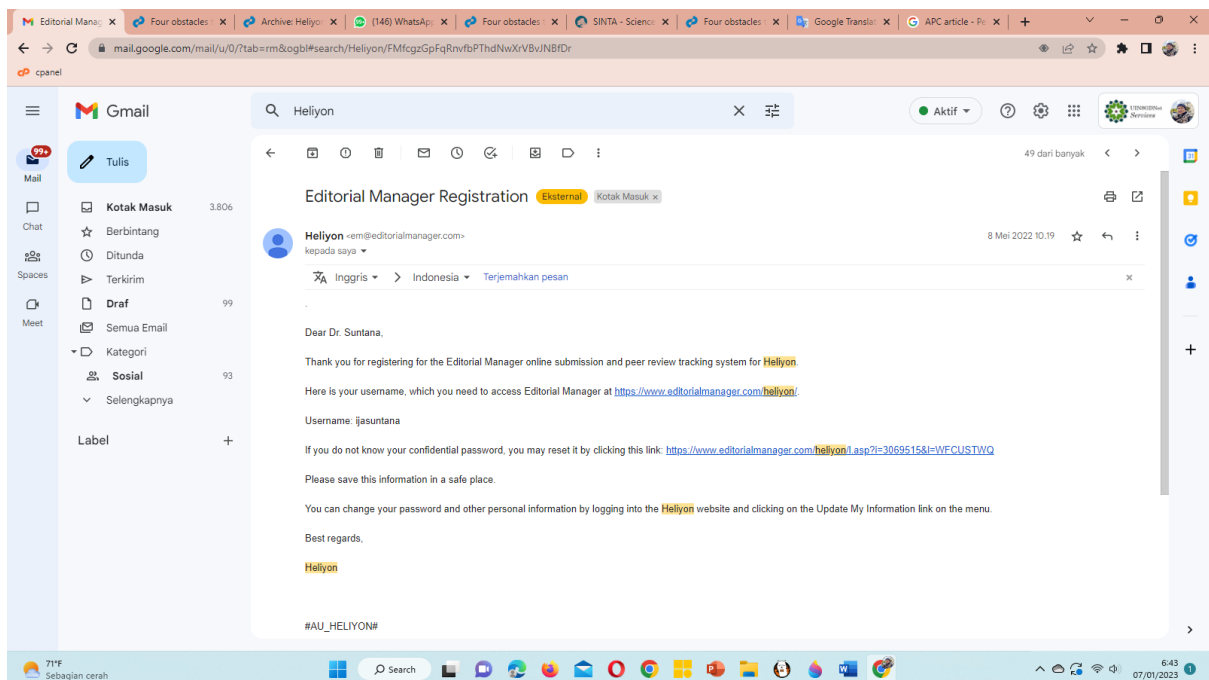 Editorial Manag
Four obstacles t
Archive: Heliyo
(146) WhatsApp
Four obstacles t
SINTA - Science
Four obstacles t
Google Translat
APC article - Pe
mail.google.com/mail/u/0/?tab=rm&ogbl#search/Heliyon/FMfcgzGpFqRnvfbPThdNwXrVBvJNBfDr
cpanel
Gmail
Heliyon
Aktif
Services
99+
Mail
Chat
Spaces
Meet
Tulis
Kotak Masuk 3.806
Berbintang
Ditunda
Terkirim
Draf 99
Semua Email
Kategori
Sosial 93
Selengkapnya
Label
49 dari banyak
Editorial Manager Registration Eksternal Kotak Masuk x
Heliyon <em@editorialmanager.com>
8 Mei 2022 10.19
kepada saya
Inggris > Indonesia Terjemahkan pesan
.
Dear Dr. Suntana,
Thank you for registering for the Editorial Manager online submission and peer review tracking system for Heliyon.
Here is your username, which you need to access Editorial Manager at https://www.editorialmanager.com/heliyon/.
Username: ijasuntana
If you do not know your confidential password, you may reset it by clicking this link: https://www.editorialmanager.com/heliyon/l.asp?i=3069515&l=WFCUSTWQ
Please save this information in a safe place.
You can change your password and other personal information by logging into the Heliyon website and clicking on the Update My Information link on the menu.
Best regards,
Heliyon
#AU_HELIYON#
71°F
Sebagian cerah
Search
6:43
07/01/2023
1